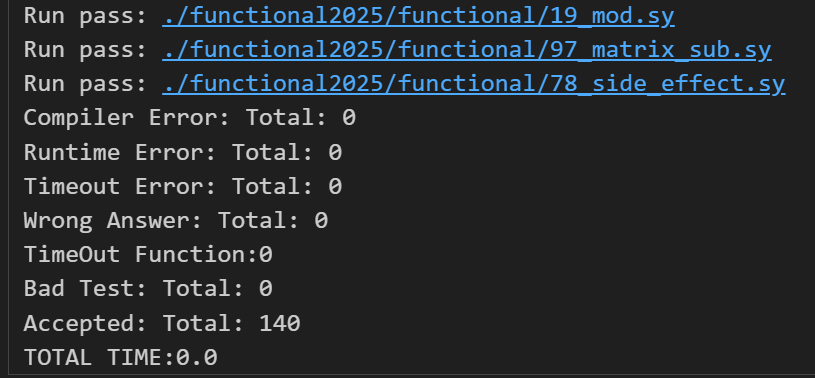 Run pass: ./functional2025/functional/19_mod.sy
Run pass: ./functional2025/functional/97_matrix_sub.sy
Run pass: ./functional2025/functional/78_side_effect.sy
Compiler Error: Total: 0
Runtime Error: Total: 0
Timeout Error: Total: 0
Wrong Answer: Total: 0
TimeOut Function:0
Bad Test: Total: 0
Accepted: Total: 140
TOTAL TIME:0.0